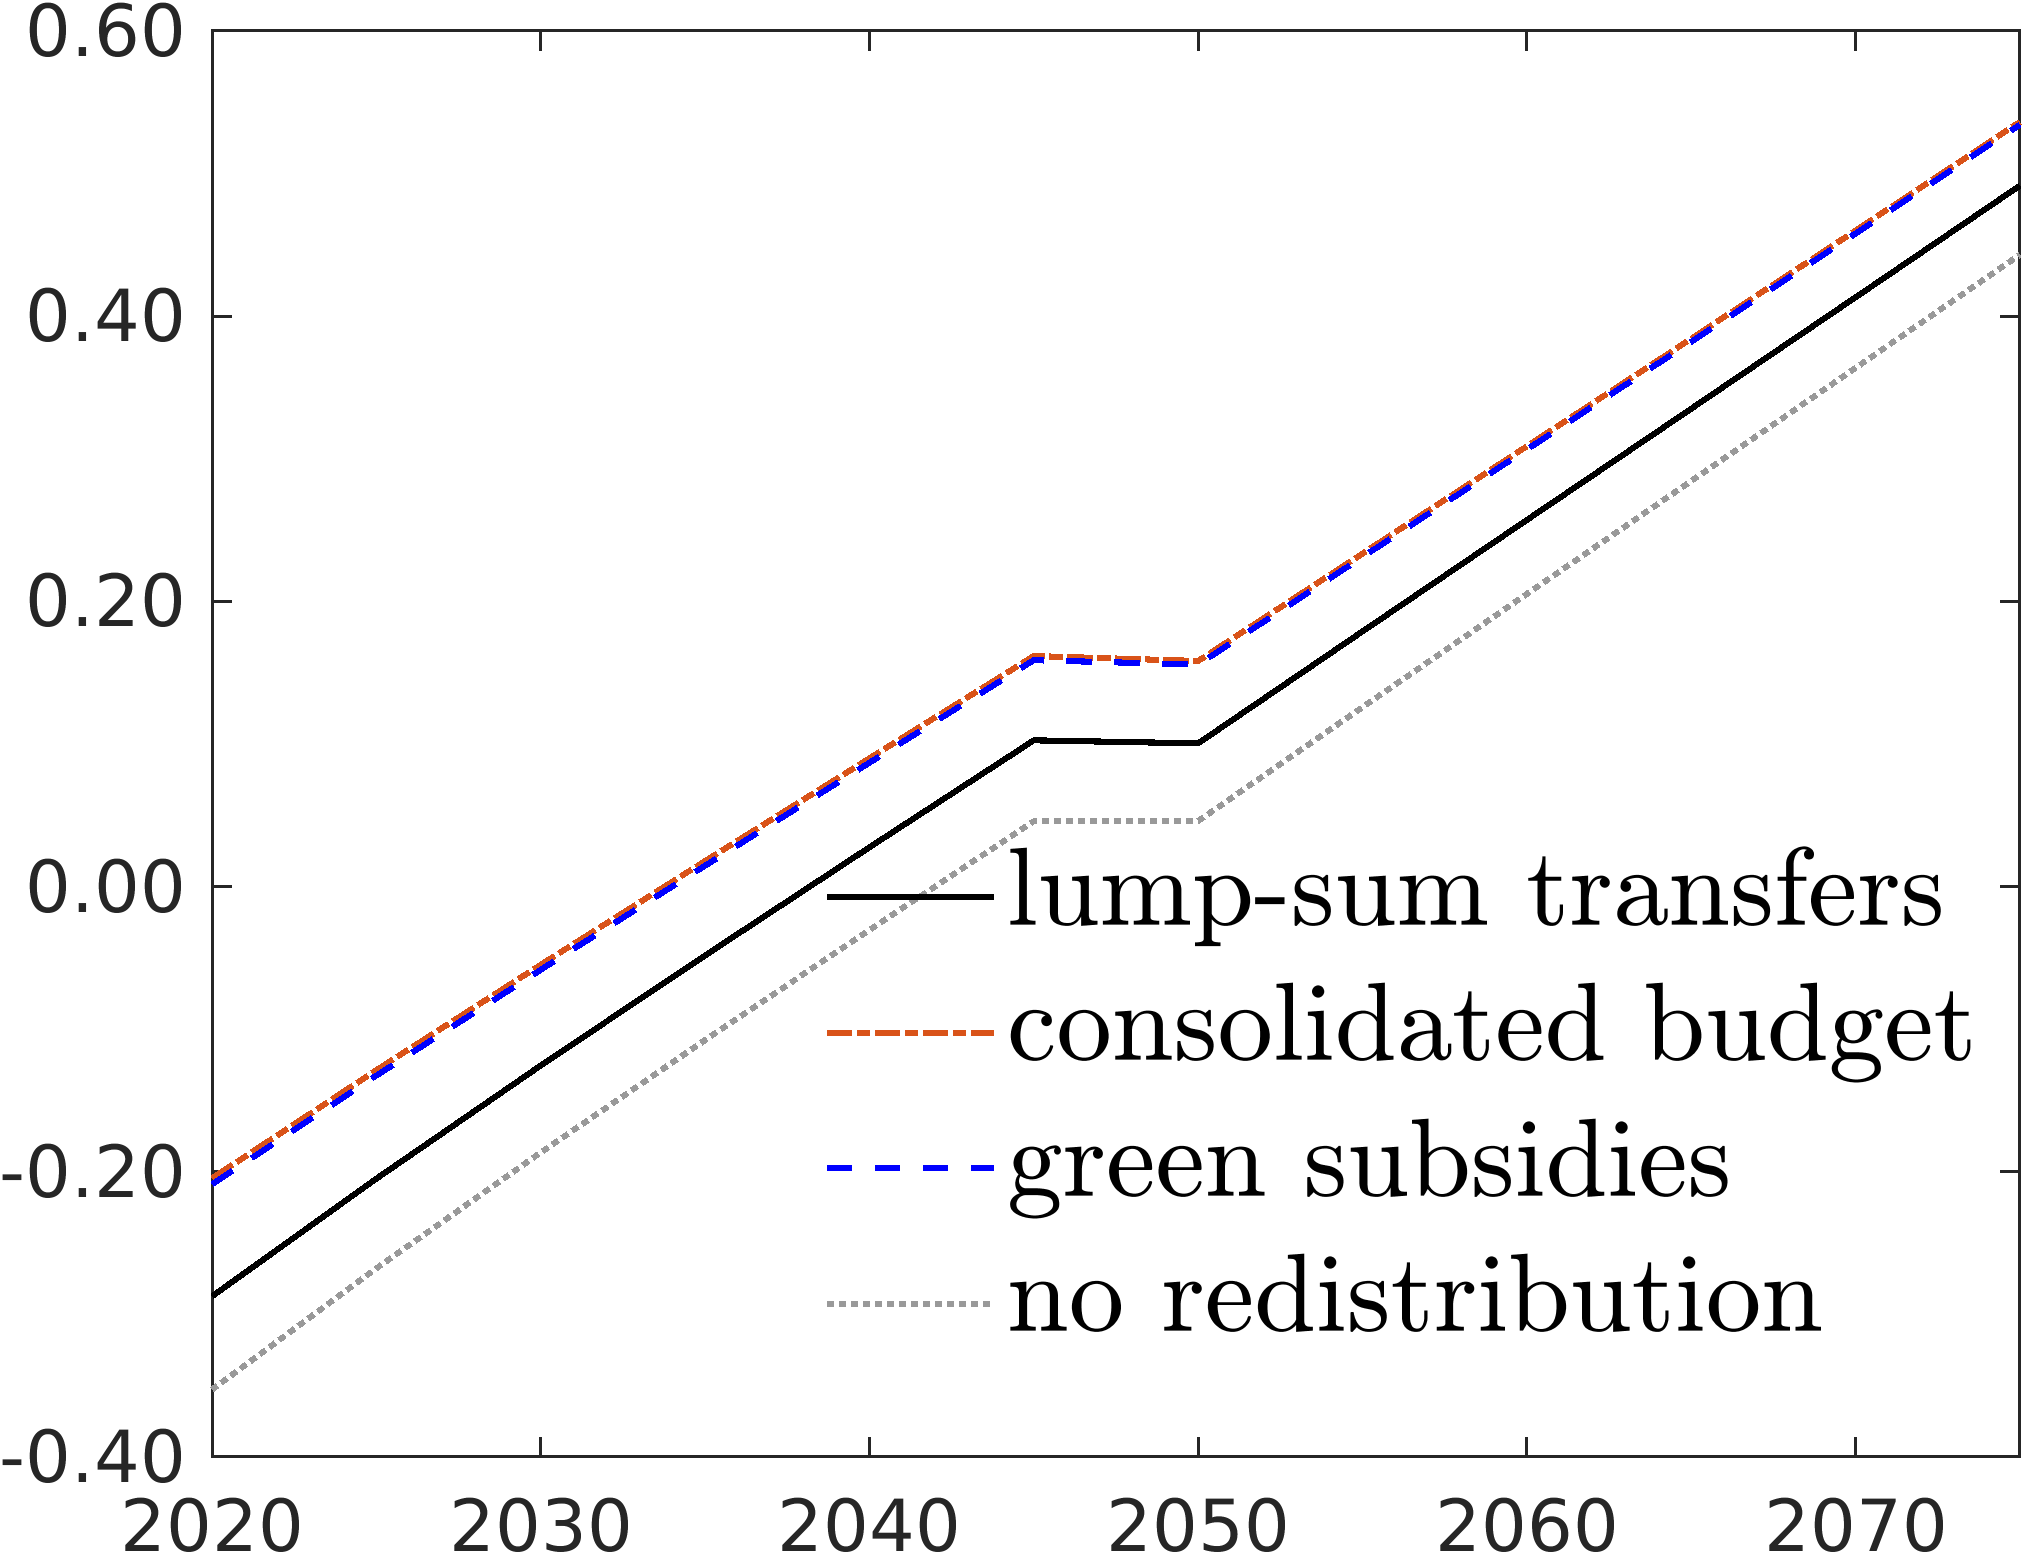 0.60
0.40
0.20
0.00
-0.20
-0.40
lump-sum transfers
consolidated budget
green subsidies
no redistribution
2020 2030 2040 2050 2060 2070